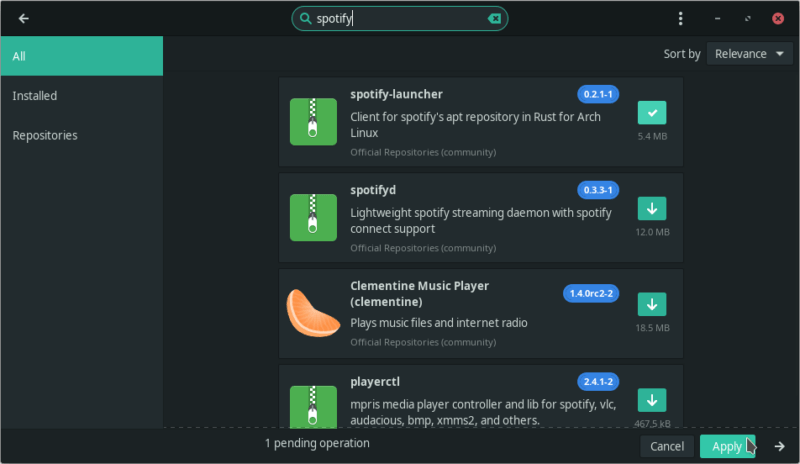 spotify
All
Installed
Repositories
Sort by Relevance
spotify-launcher 0.2.1-1
Client for spotify's apt repository in Rust for Arch
Linux
Official Repositories (community)
5.4 MB
spotifyd 0.3.3-1
Lightweight spotify streaming daemon with spotify
connect support
Official Repositories (community)
12.0 MB
Clementine Music Player
(clementine)
1.4.0rc2-2
Plays music files and internet radio
Official Repositories (community)
18.5 MB
playerctl 2.4.1-2
mpris media player controller and lib for spotify, vlc,
audacious, bmp, xmms2, and others.
467.5 kB
1 pending operation
Cancel Apply